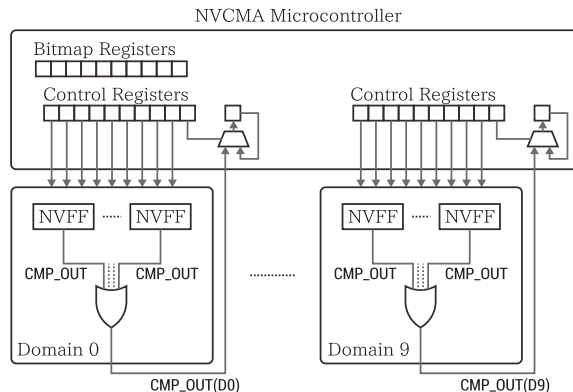 NVCMA Microcontroller
Bitmap Registers
Control Registers
Control Registers
NVFF
NVFF
NVFF
NVFF
CMP_OUT
CMP_OUT
CMP_OUT
CMP_OUT
Domain 0
Domain 9
CMP_OUT(D0)
CMP_OUT(D9)